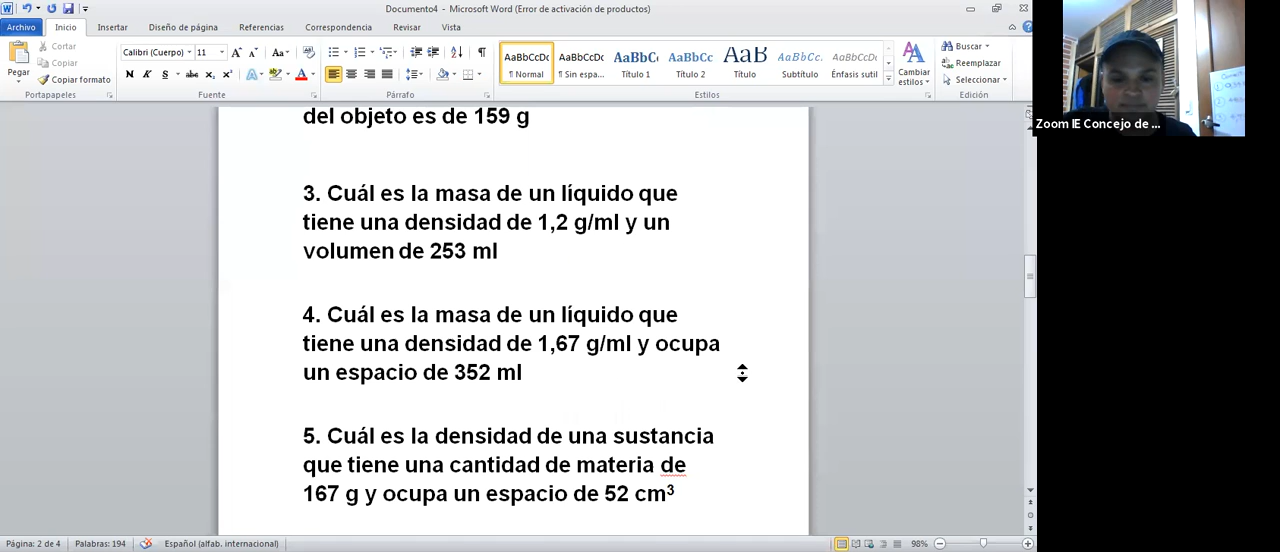 Documento4 - Microsoft Word (Error de activación de productos)
Archivo Inicio Insertar Diseño de página Referencias Correspondencia Revisar Vista
Pegar
Cortar
Copiar
Copiar formato
Portapapeles
Calibri (Cuerpo) 11
N K S abc x₂ x² A
Fuente
Párrafo
AaBbCcDc AaBbCcDc AaBbC AaBbCc AaB AaBbCc. AaBbCcDc
¶ Normal ¶ Sin espa... Título 1 Título 2 Título Subtítulo Énfasis sutil
Cambiar
estilos
Estilos
Buscar
Reemplazar
Seleccionar
Edición
Zoom IE Concejo de ...
del objeto es de 159 g
3. Cuál es la masa de un líquido que
tiene una densidad de 1,2 g/ml y un
volumen de 253 ml
4. Cuál es la masa de un líquido que
tiene una densidad de 1,67 g/ml y ocupa
un espacio de 352 ml
5. Cuál es la densidad de una sustancia
que tiene una cantidad de materia de
167 g y ocupa un espacio de 52 cm³
Página: 2 de 4 Palabras: 194 Español (alfab. internacional) 98%